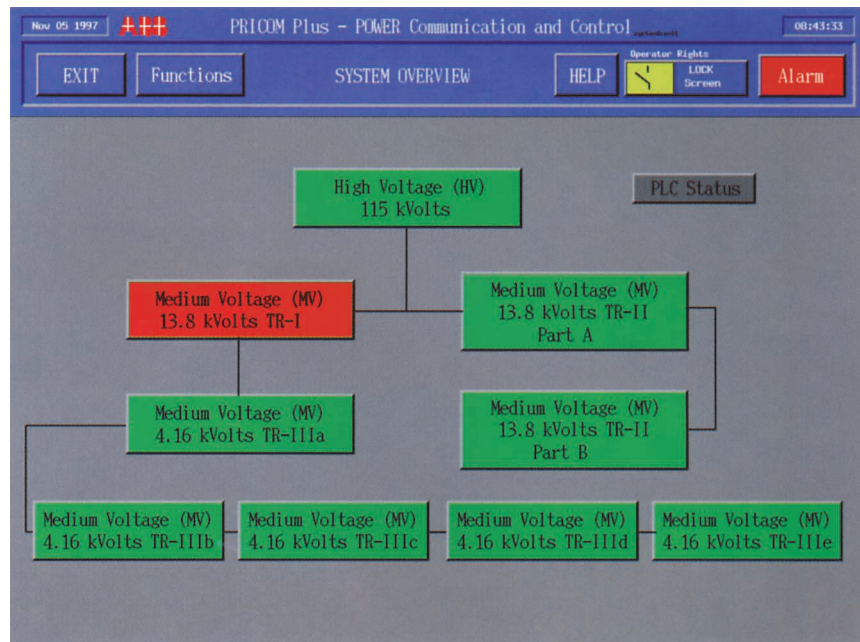 Nov 05 1997
ABB
PRICOM Plus - POWER Communication and Control
08:43:33
EXIT
Functions
SYSTEM OVERVIEW
HELP
Operator Rights
LOCK
Screen
Alarm
High Voltage (HV)
115 kVolts
PLC Status
Medium Voltage (MV)
13.8 kVolts TR-I
Medium Voltage (MV)
13.8 kVolts TR-II
Part A
Medium Voltage (MV)
4.16 kVolts TR-IIIa
Medium Voltage (MV)
13.8 kVolts TR-II
Part B
Medium Voltage (MV)
4.16 kVolts TR-IIIb
Medium Voltage (MV)
4.16 kVolts TR-IIIc
Medium Voltage (MV)
4.16 kVolts TR-IIId
Medium Voltage (MV)
4.16 kVolts TR-IIIe